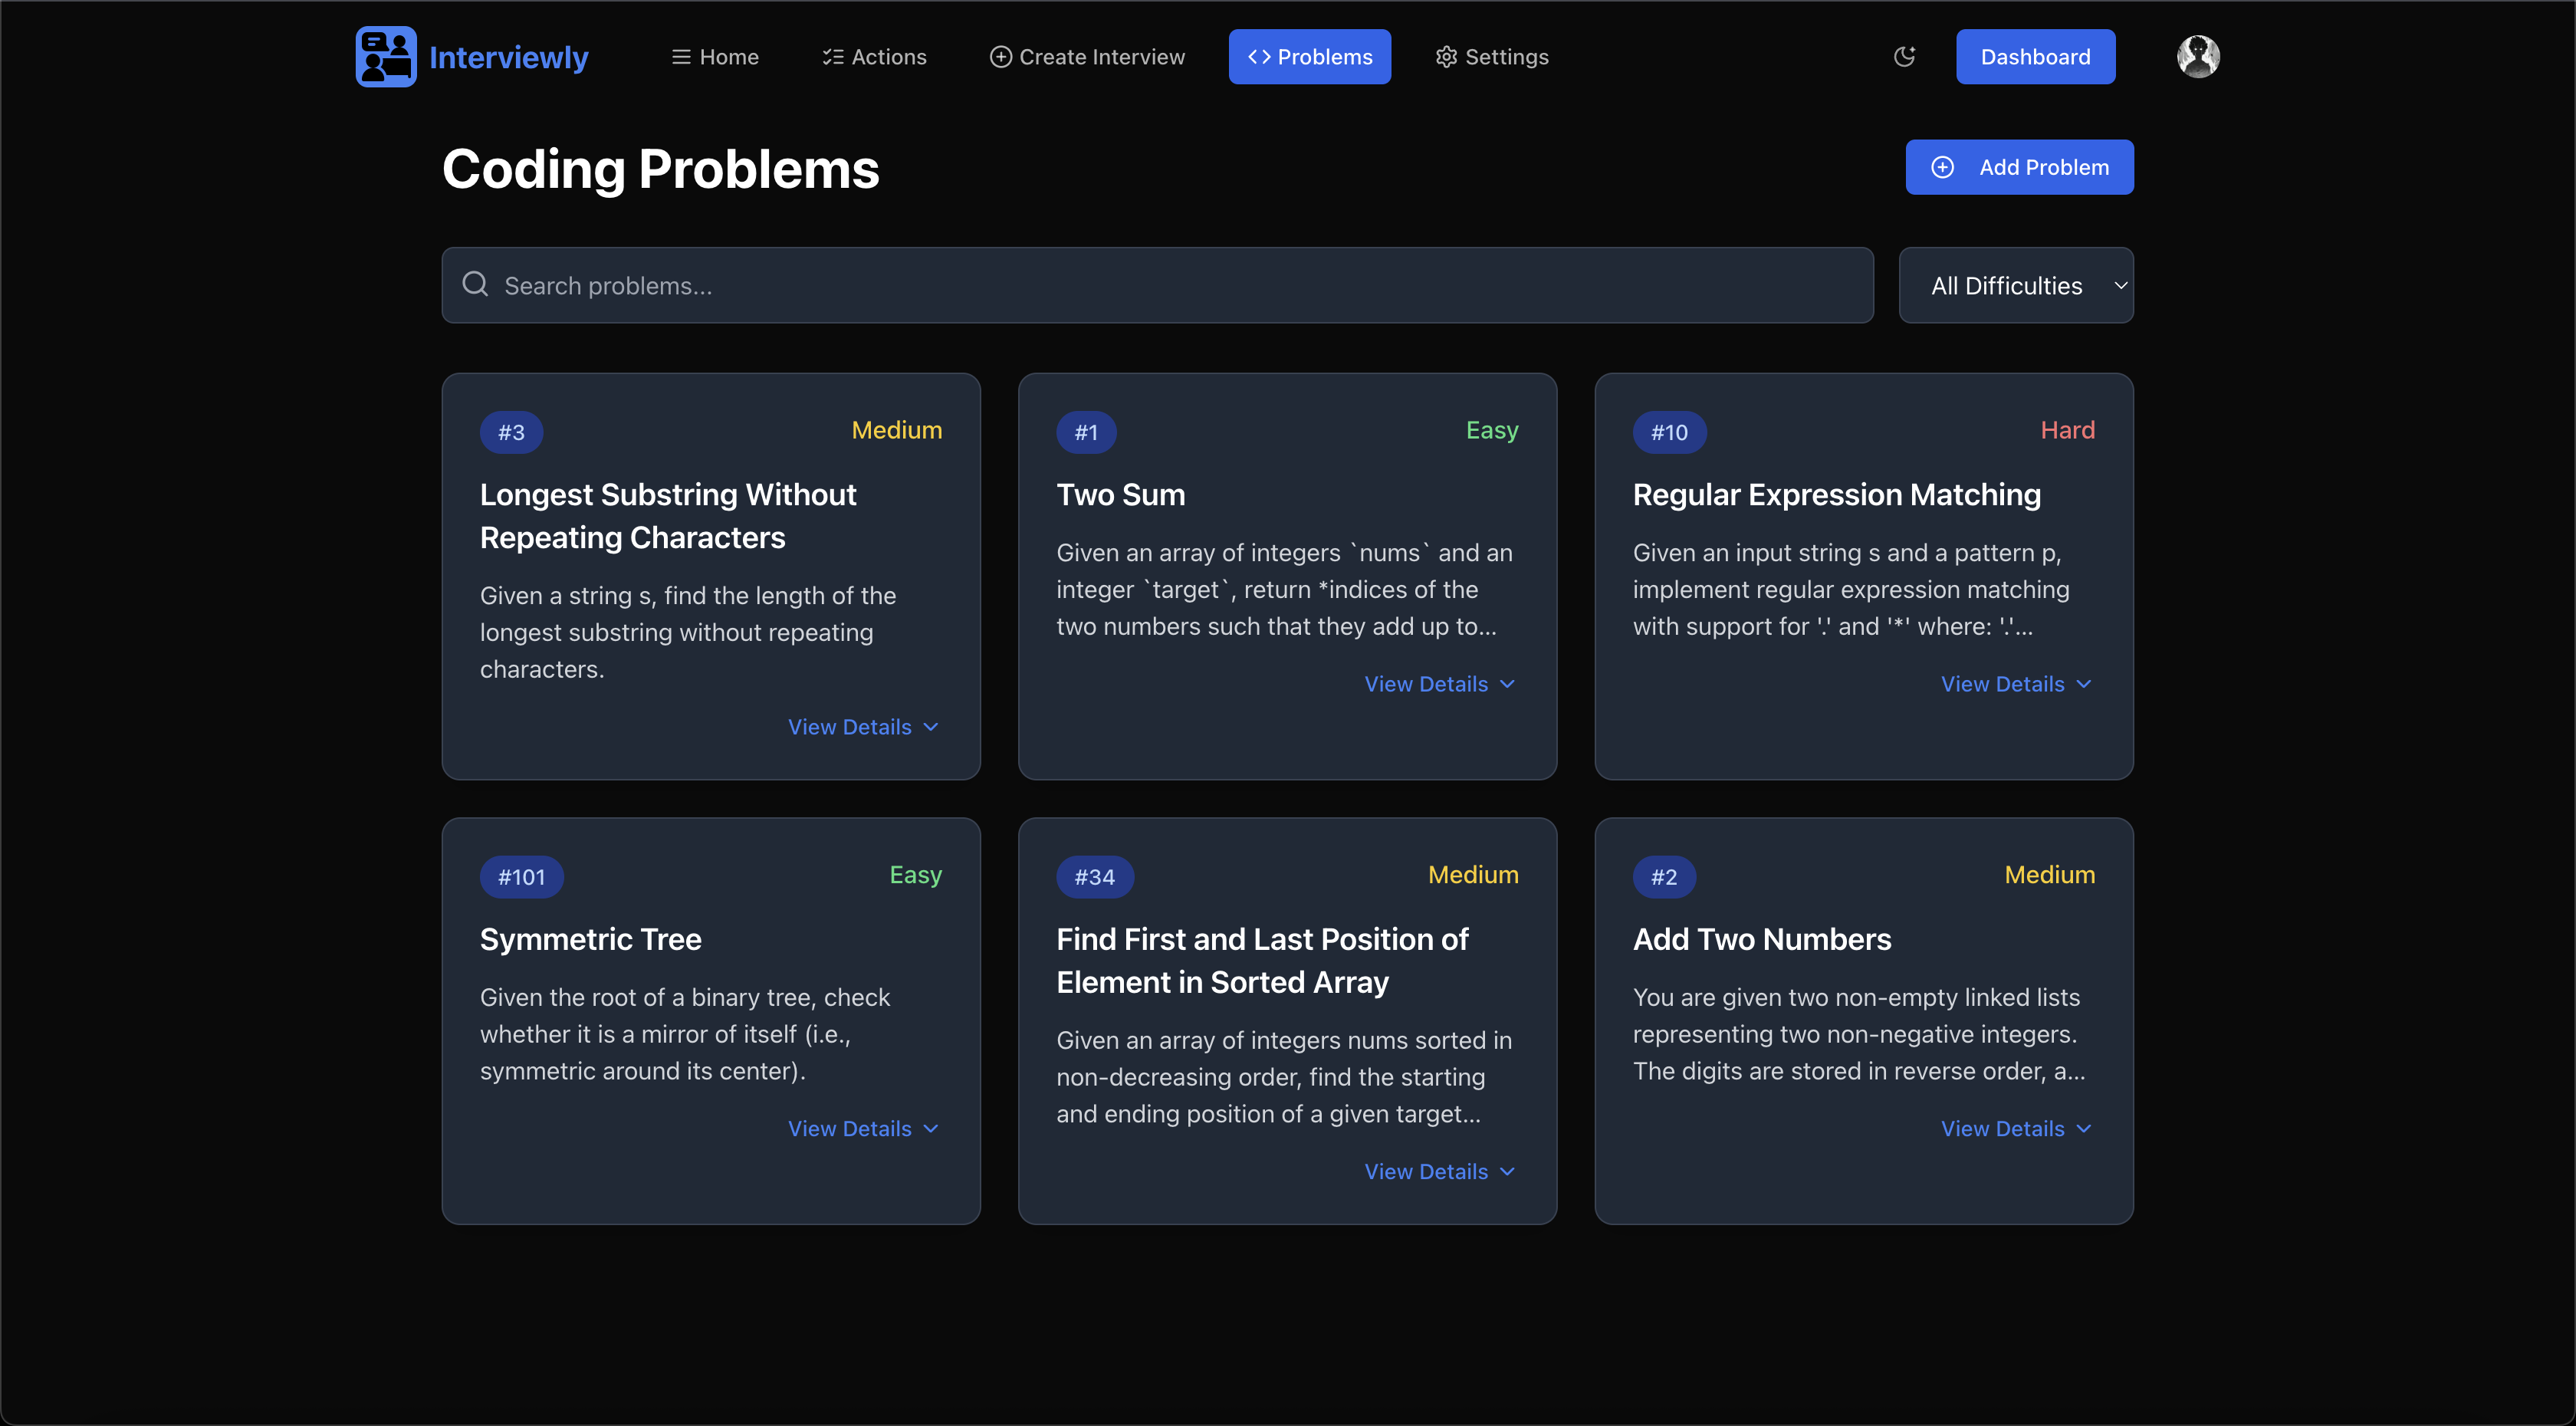 Interviewly
Home
Actions
Create Interview
Problems
Settings
Dashboard
Coding Problems
Add Problem
Search problems...
All Difficulties
#3
Medium
Longest Substring Without
Repeating Characters
Given a string s, find the length of the
longest substring without repeating
characters.
View Details
#1
Easy
Two Sum
Given an array of integers `nums` and an
integer `target`, return *indices of the
two numbers such that they add up to...
View Details
#10
Hard
Regular Expression Matching
Given an input string s and a pattern p,
implement regular expression matching
with support for '.' and '*' where: '.'...
View Details
#101
Easy
Symmetric Tree
Given the root of a binary tree, check
whether it is a mirror of itself (i.e.,
symmetric around its center).
View Details
#34
Medium
Find First and Last Position of
Element in Sorted Array
Given an array of integers nums sorted in
non-decreasing order, find the starting
and ending position of a given target...
View Details
#2
Medium
Add Two Numbers
You are given two non-empty linked lists
representing two non-negative integers.
The digits are stored in reverse order, a...
View Details